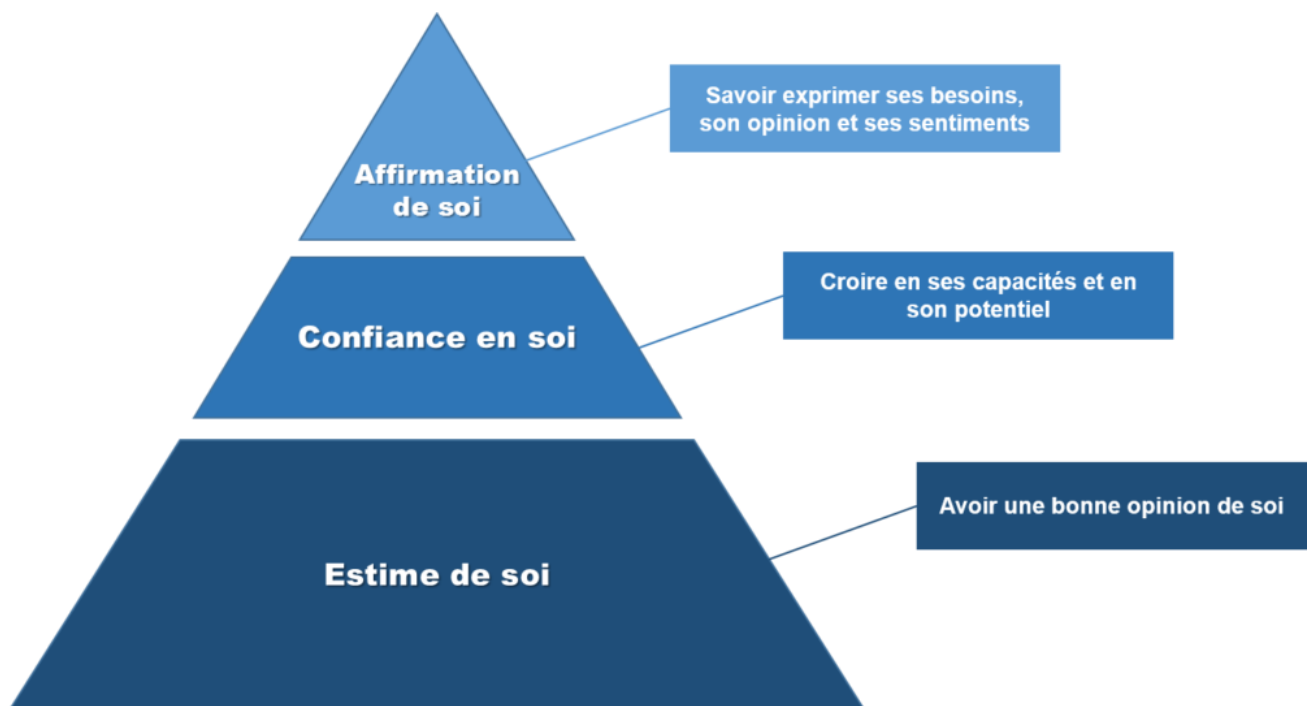 Savoir exprimer ses besoins,
son opinion et ses sentiments
Affirmation
de soi
Croire en ses capacités et en
son potentiel
Confiance en soi
Avoir une bonne opinion de soi
Estime de soi